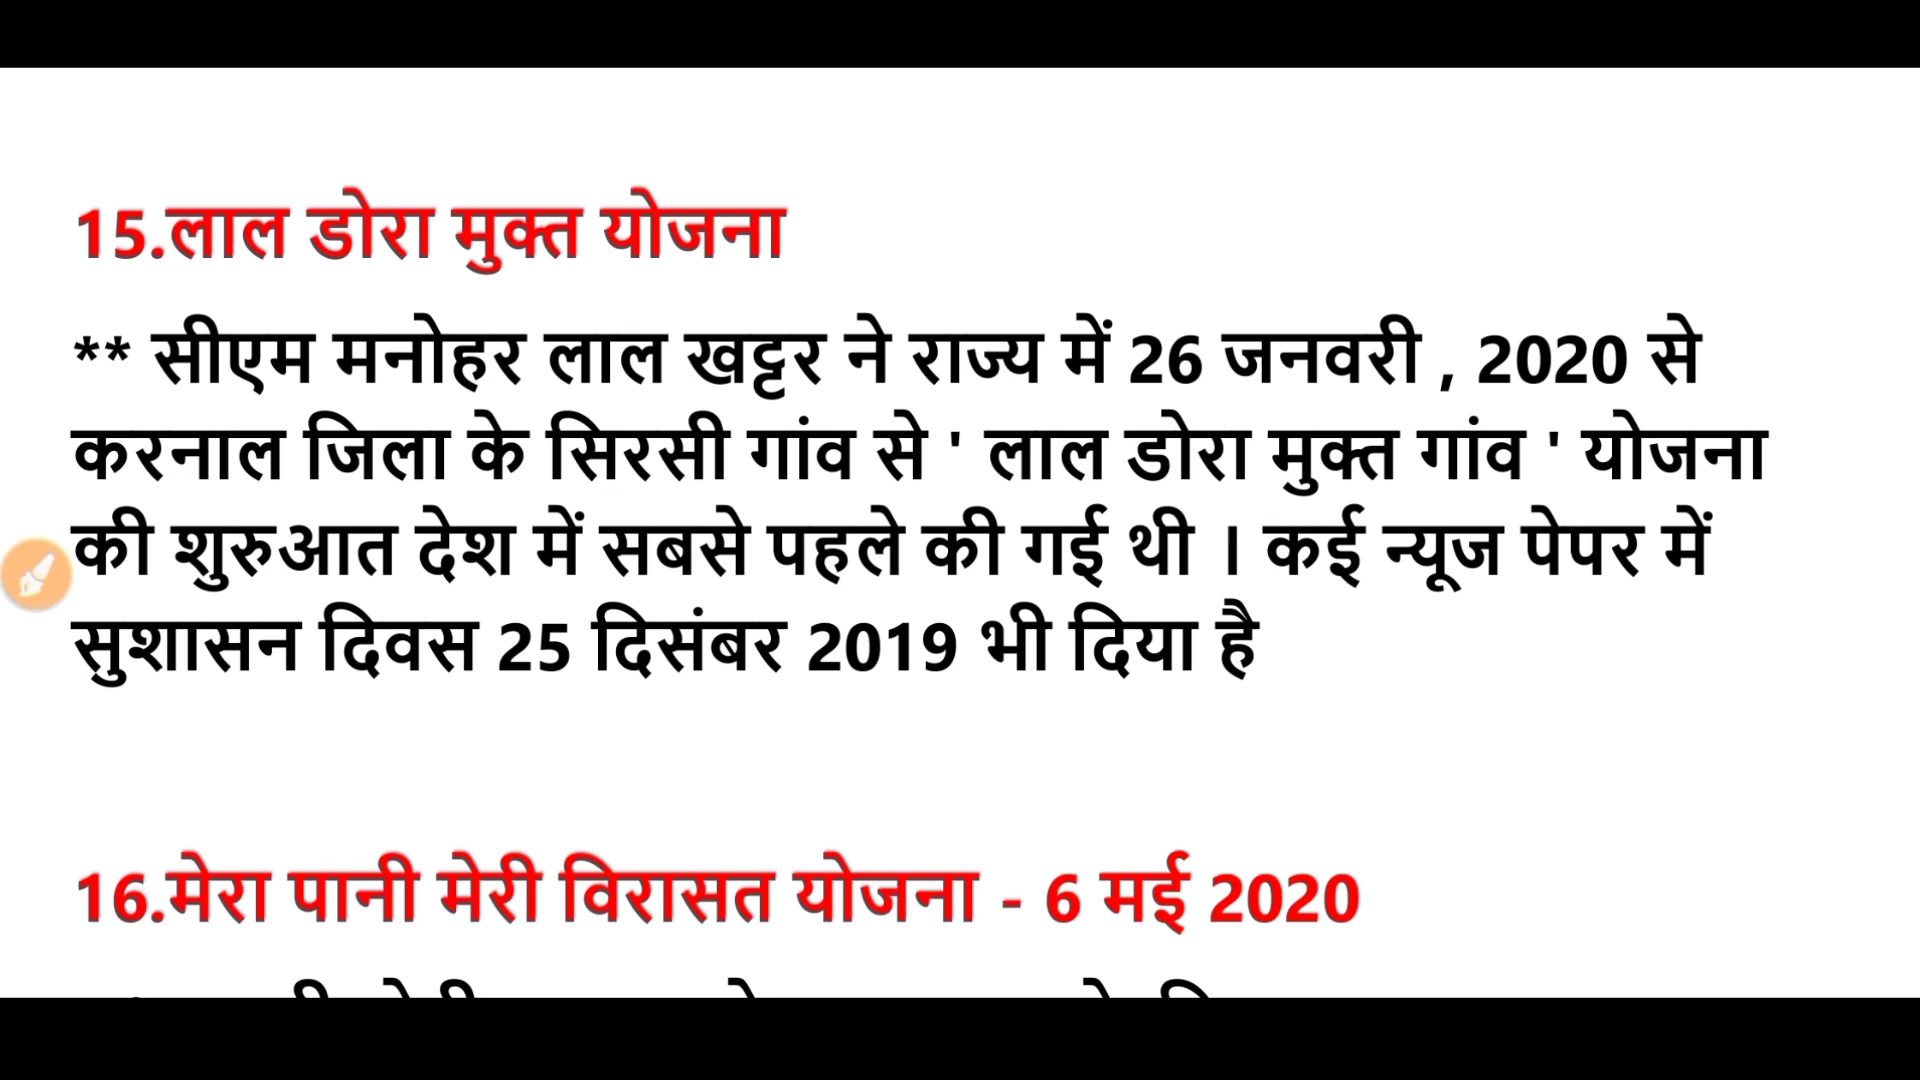 15.लाल डोरा मुक्त योजना
** सीएम मनोहर लाल खट्टर ने राज्य में 26 जनवरी , 2020 से
करनाल जिला के सिरसी गांव से ' लाल डोरा मुक्त गांव ' योजना
की शुरुआत देश में सबसे पहले की गई थी । कई न्यूज पेपर में
सुशासन दिवस 25 दिसंबर 2019 भी दिया है
16.मेरा पानी मेरी विरासत योजना - 6 मई 2020